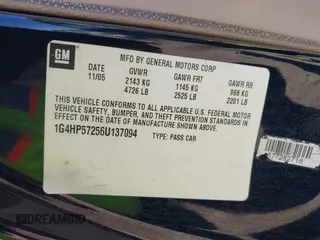 GM
MFD BY GENERAL MOTORS CORP
DATE GVWR GAWR FRT GAWR RR
11/05 2143 KG 1145 KG 998 KG
4726 LB 2525 LB 2201 LB
THIS VEHICLE CONFORMS TO ALL APPLICABLE U.S. FEDERAL MOTOR
VEHICLE SAFETY, BUMPER, AND THEFT PREVENTION STANDARDS IN
EFFECT ON THE DATE OF MANUFACTURE SHOWN ABOVE.
1G4HP57256U137094 TYPE: PASS CAR
DREAMBID